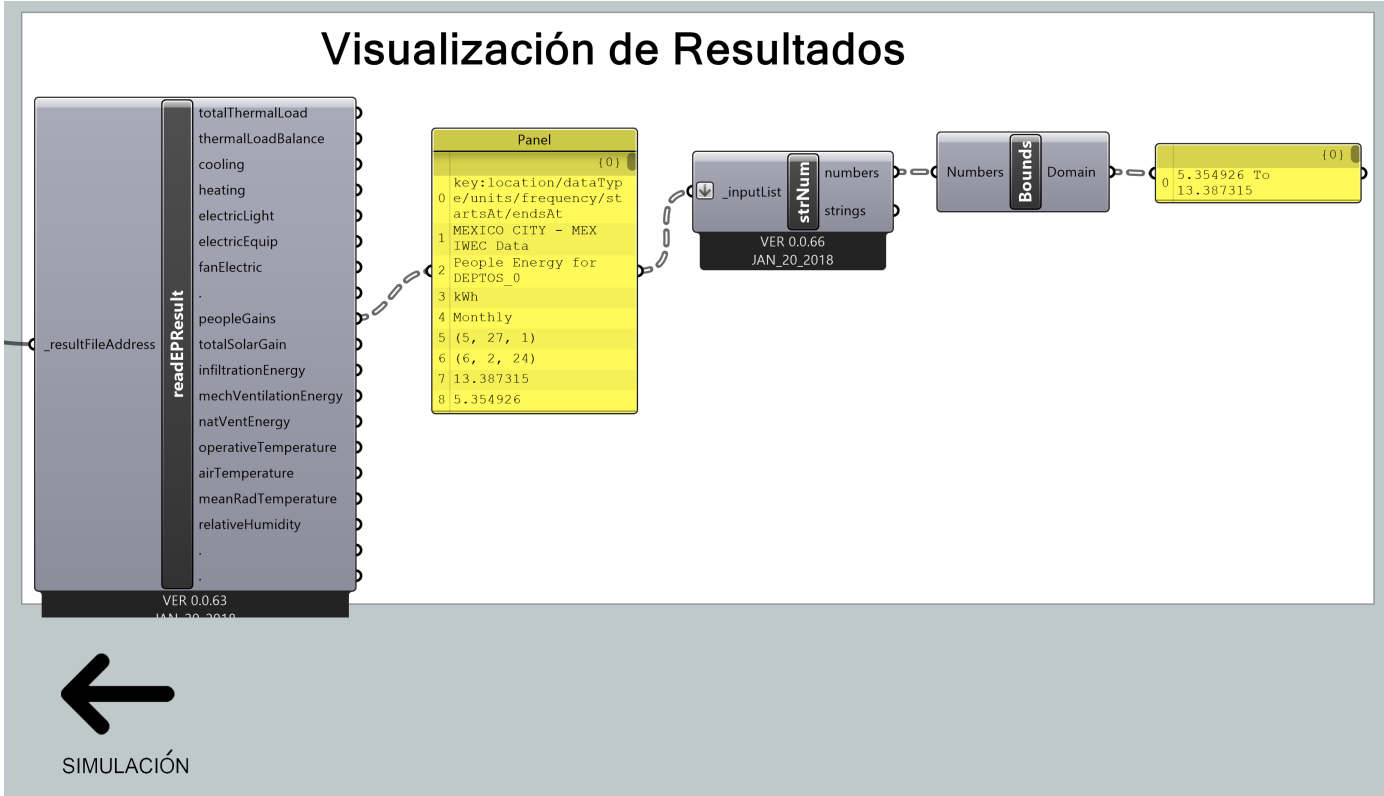 Visualización de Resultados
_resultFileAddress
readEPResult
totalThermalLoad
thermalLoadBalance
cooling
heating
electricLight
electricEquip
fanElectric
.
peopleGains
totalSolarGain
infiltrationEnergy
mechVentilationEnergy
natVentEnergy
operativeTemperature
airTemperature
meanRadTemperature
relativeHumidity
.
.
VER 0.0.63
JAN_20_2018
Panel
{0}
0 key:location/dataTyp
e/units/frequency/st
artsAt/endsAt
1 MEXICO CITY - MEX
IWEC Data
2 People Energy for
DEPTOS_0
3 kWh
4 Monthly
5 (5, 27, 1)
6 (6, 2, 24)
7 13.387315
8 5.354926
_inputList
strNum
numbers
strings
VER 0.0.66
JAN_20_2018
Numbers
Bounds
Domain
{0}
0 5.354926 To
13.387315
SIMULACIÓN